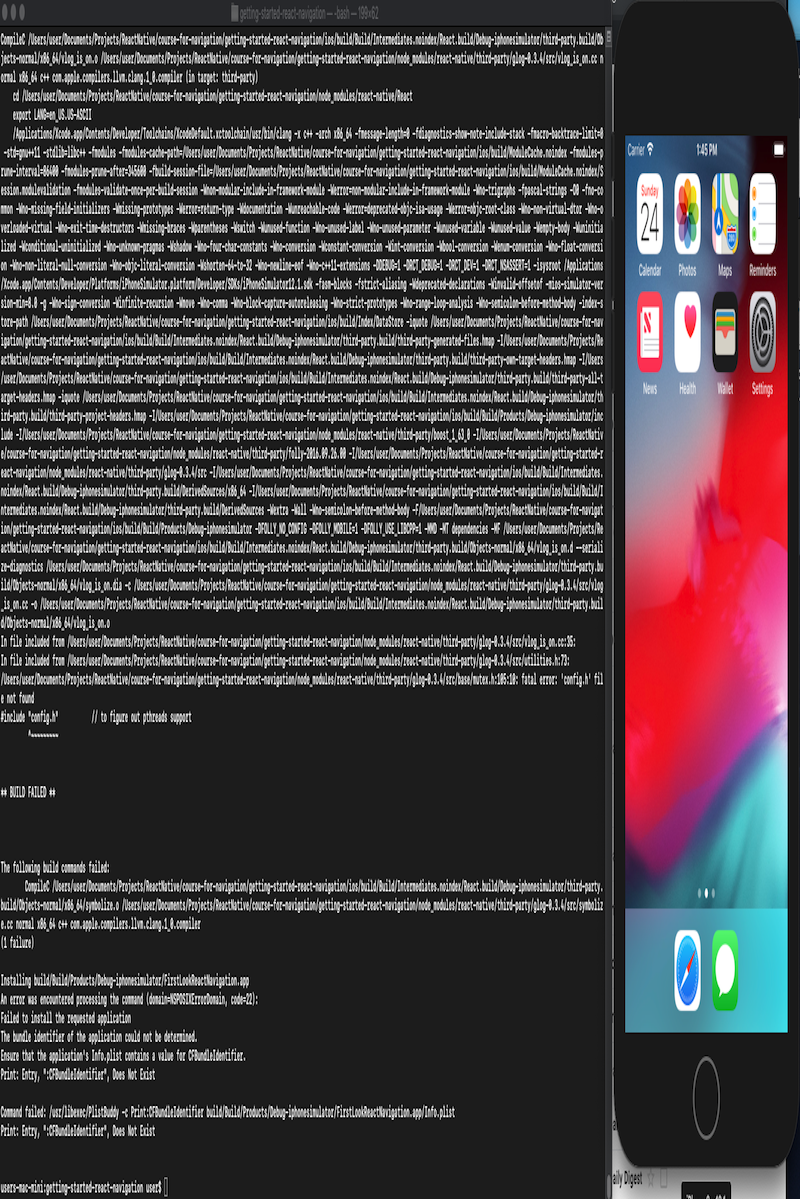 getting-started-react-navigation — -bash — 199×62
CompileC /Users/user/Documents/Projects/ReactNative/course-for-navigation/getting-started-react-navigation/ios/build/Build/Intermediates.noindex/React.build/Debug-iphonesimulator/third-party.build/Ob
jects-normal/x86_64/vlog_is_on.o /Users/user/Documents/Projects/ReactNative/course-for-navigation/getting-started-react-navigation/node_modules/react-native/third-party/glog-0.3.4/src/vlog_is_on.cc n
ormal x86_64 c++ com.apple.compilers.llvm.clang.1_0.compiler (in target: third-party)
cd /Users/user/Documents/Projects/ReactNative/course-for-navigation/getting-started-react-navigation/node_modules/react-native/React
export LANG=en_US.US-ASCII
/Applications/Xcode.app/Contents/Developer/Toolchains/XcodeDefault.xctoolchain/usr/bin/clang -x c++ -arch x86_64 -fmessage-length=0 -fdiagnostics-show-note-include-stack -fmacro-backtrace-limit=0
-std=gnu++11 -stdlib=libc++ -fmodules -fmodules-cache-path=/Users/user/Documents/Projects/ReactNative/course-for-navigation/getting-started-react-navigation/ios/build/ModuleCache.noindex -fmodules-p
rune-interval=86400 -fmodules-prune-after=345600 -fbuild-session-file=/Users/user/Documents/Projects/ReactNative/course-for-navigation/getting-started-react-navigation/ios/build/ModuleCache.noindex/S
ession.modulevalidation -fmodules-validate-once-per-build-session -Wnon-modular-include-in-framework-module -Werror=non-modular-include-in-framework-module -Wno-trigraphs -fpascal-strings -O0 -fno-co
mmon -Wno-missing-field-initializers -Wmissing-prototypes -Werror=return-type -Wdocumentation -Wunreachable-code -Werror=deprecated-objc-isa-usage -Werror=objc-root-class -Wno-non-virtual-dtor -Wno-o
verloaded-virtual -Wno-exit-time-destructors -Wmissing-braces -Wparentheses -Wswitch -Wunused-function -Wno-unused-label -Wno-unused-parameter -Wunused-variable -Wunused-value -Wempty-body -Wuniniti
lized -Wconditional-uninitialized -Wno-unknown-pragmas -Wshadow -Wno-four-char-constants -Wno-conversion -Wconstant-conversion -Wint-conversion -Wbool-conversion -Wenum-conversion -Wno-float-conversi
on -Wnon-literal-null-conversion -Wno-objc-literal-conversion -Wshorten-64-to-32 -Wno-newline-eof -Wno-c++11-extensions -DDEBUG=1 -DRCT_DEBUG=1 -DRCT_DEV=1 -DRCT_NSASSERT=1 -isysroot /Applications
/Xcode.app/Contents/Developer/Platforms/iPhoneSimulator.platform/Developer/SDKs/iPhoneSimulator12.1.sdk -fasm-blocks -fstrict-aliasing -Wdeprecated-declarations -Winvalid-offsetof -mios-simulator-ver
sion-min=8.0 -g -Wno-sign-conversion -Winfinite-recursion -Wmove -Wno-comma -Wno-block-capture-autoreleasing -Wno-strict-prototypes -Wno-range-loop-analysis -Wno-semicolon-before-method-body -index-s
tore-path /Users/user/Documents/Projects/ReactNative/course-for-navigation/getting-started-react-navigation/ios/build/Index/DataStore -iquote /Users/user/Documents/Projects/ReactNative/course-for-nav
igation/getting-started-react-navigation/ios/build/Build/Intermediates.noindex/React.build/Debug-iphonesimulator/third-party.build/third-party-generated-files.hmap -I/Users/user/Documents/Projects/Re
actNative/course-for-navigation/getting-started-react-navigation/ios/build/Build/Intermediates.noindex/React.build/Debug-iphonesimulator/third-party.build/third-party-own-target-headers.hmap -I/Users
/user/Documents/Projects/ReactNative/course-for-navigation/getting-started-react-navigation/ios/build/Build/Intermediates.noindex/React.build/Debug-iphonesimulator/third-party.build/third-party-all-t
arget-headers.hmap -iquote /Users/user/Documents/Projects/ReactNative/course-for-navigation/getting-started-react-navigation/ios/build/Build/Intermediates.noindex/React.build/Debug-iphonesimulator/th
ird-party.build/third-party-project-headers.hmap -I/Users/user/Documents/Projects/ReactNative/course-for-navigation/getting-started-react-navigation/ios/build/Build/Products/Debug-iphonesimulator/inc
lude -I/Users/user/Documents/Projects/ReactNative/course-for-navigation/getting-started-react-navigation/node_modules/react-native/third-party/boost_1_63_0 -I/Users/user/Documents/Projects/ReactNativ
e/course-for-navigation/getting-started-react-navigation/node_modules/react-native/third-party/folly-2016.09.26.00 -I/Users/user/Documents/Projects/ReactNative/course-for-navigation/getting-started-r
eact-navigation/node_modules/react-native/third-party/glog-0.3.4/src -I/Users/user/Documents/Projects/ReactNative/course-for-navigation/getting-started-react-navigation/ios/build/Build/Intermediates.
noindex/React.build/Debug-iphonesimulator/third-party.build/DerivedSources/x86_64 -I/Users/user/Documents/Projects/ReactNative/course-for-navigation/getting-started-react-navigation/ios/build/Build/I
ntermediates.noindex/React.build/Debug-iphonesimulator/third-party.build/DerivedSources -Wextra -Wall -Wno-semicolon-before-method-body -F/Users/user/Documents/Projects/ReactNative/course-for-navigat
ion/getting-started-react-navigation/ios/build/Build/Products/Debug-iphonesimulator -DFOLLY_NO_CONFIG -DFOLLY_MOBILE=1 -DFOLLY_USE_LIBCPP=1 -MMD -MT dependencies -MF /Users/user/Documents/Projects/Re
actNative/course-for-navigation/getting-started-react-navigation/ios/build/Build/Intermediates.noindex/React.build/Debug-iphonesimulator/third-party.build/Objects-normal/x86_64/vlog_is_on.d --seriali
ze-diagnostics /Users/user/Documents/Projects/ReactNative/course-for-navigation/getting-started-react-navigation/ios/build/Build/Intermediates.noindex/React.build/Debug-iphonesimulator/third-party.bu
ild/Objects-normal/x86_64/vlog_is_on.dia -c /Users/user/Documents/Projects/ReactNative/course-for-navigation/getting-started-react-navigation/node_modules/react-native/third-party/glog-0.3.4/src/vlog
_is_on.cc -o /Users/user/Documents/Projects/ReactNative/course-for-navigation/getting-started-react-navigation/ios/build/Build/Intermediates.noindex/React.build/Debug-iphonesimulator/third-party.buil
d/Objects-normal/x86_64/vlog_is_on.o
In file included from /Users/user/Documents/Projects/ReactNative/course-for-navigation/getting-started-react-navigation/node_modules/react-native/third-party/glog-0.3.4/src/vlog_is_on.cc:35:
In file included from /Users/user/Documents/Projects/ReactNative/course-for-navigation/getting-started-react-navigation/node_modules/react-native/third-party/glog-0.3.4/src/utilities.h:73:
/Users/user/Documents/Projects/ReactNative/course-for-navigation/getting-started-react-navigation/node_modules/react-native/third-party/glog-0.3.4/src/base/mutex.h:105:10: fatal error: 'config.h' fil
e not found
#include "config.h" // to figure out pthreads support
^~~~~~~~~~
** BUILD FAILED **
The following build commands failed:
CompileC /Users/user/Documents/Projects/ReactNative/course-for-navigation/getting-started-react-navigation/ios/build/Build/Intermediates.noindex/React.build/Debug-iphonesimulator/third-party.
build/Objects-normal/x86_64/symbolize.o /Users/user/Documents/Projects/ReactNative/course-for-navigation/getting-started-react-navigation/node_modules/react-native/third-party/glog-0.3.4/src/symboliz
e.cc normal x86_64 c++ com.apple.compilers.llvm.clang.1_0.compiler
(1 failure)
Installing build/Build/Products/Debug-iphonesimulator/FirstLookReactNavigation.app
An error was encountered processing the command (domain=NSPOSIXErrorDomain, code=22):
Failed to install the requested application
The bundle identifier of the application could not be determined.
Ensure that the application's Info.plist contains a value for CFBundleIdentifier.
Print: Entry, ":CFBundleIdentifier", Does Not Exist
Command failed: /usr/libexec/PlistBuddy -c Print:CFBundleIdentifier build/Build/Products/Debug-iphonesimulator/FirstLookReactNavigation.app/Info.plist
Print: Entry, ":CFBundleIdentifier", Does Not Exist
users-mac-mini:getting-started-react-navigation user$
Carrier 1:45 PM
Sunday
24
280
Calendar Photos Maps Reminders
News Health Wallet Settings
aily Digest